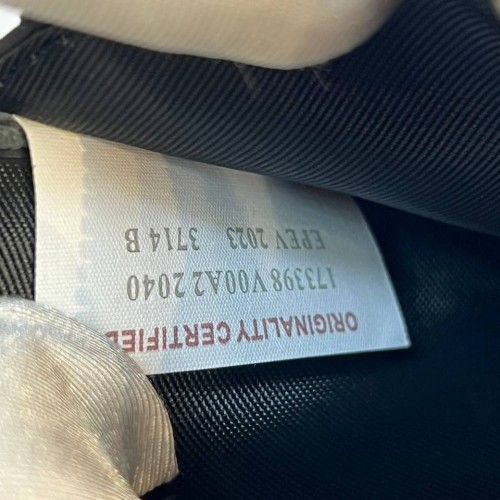 ORIGINALITY CERTIFIED
173398 V00A2 2040
EPEV 2023 3714 B